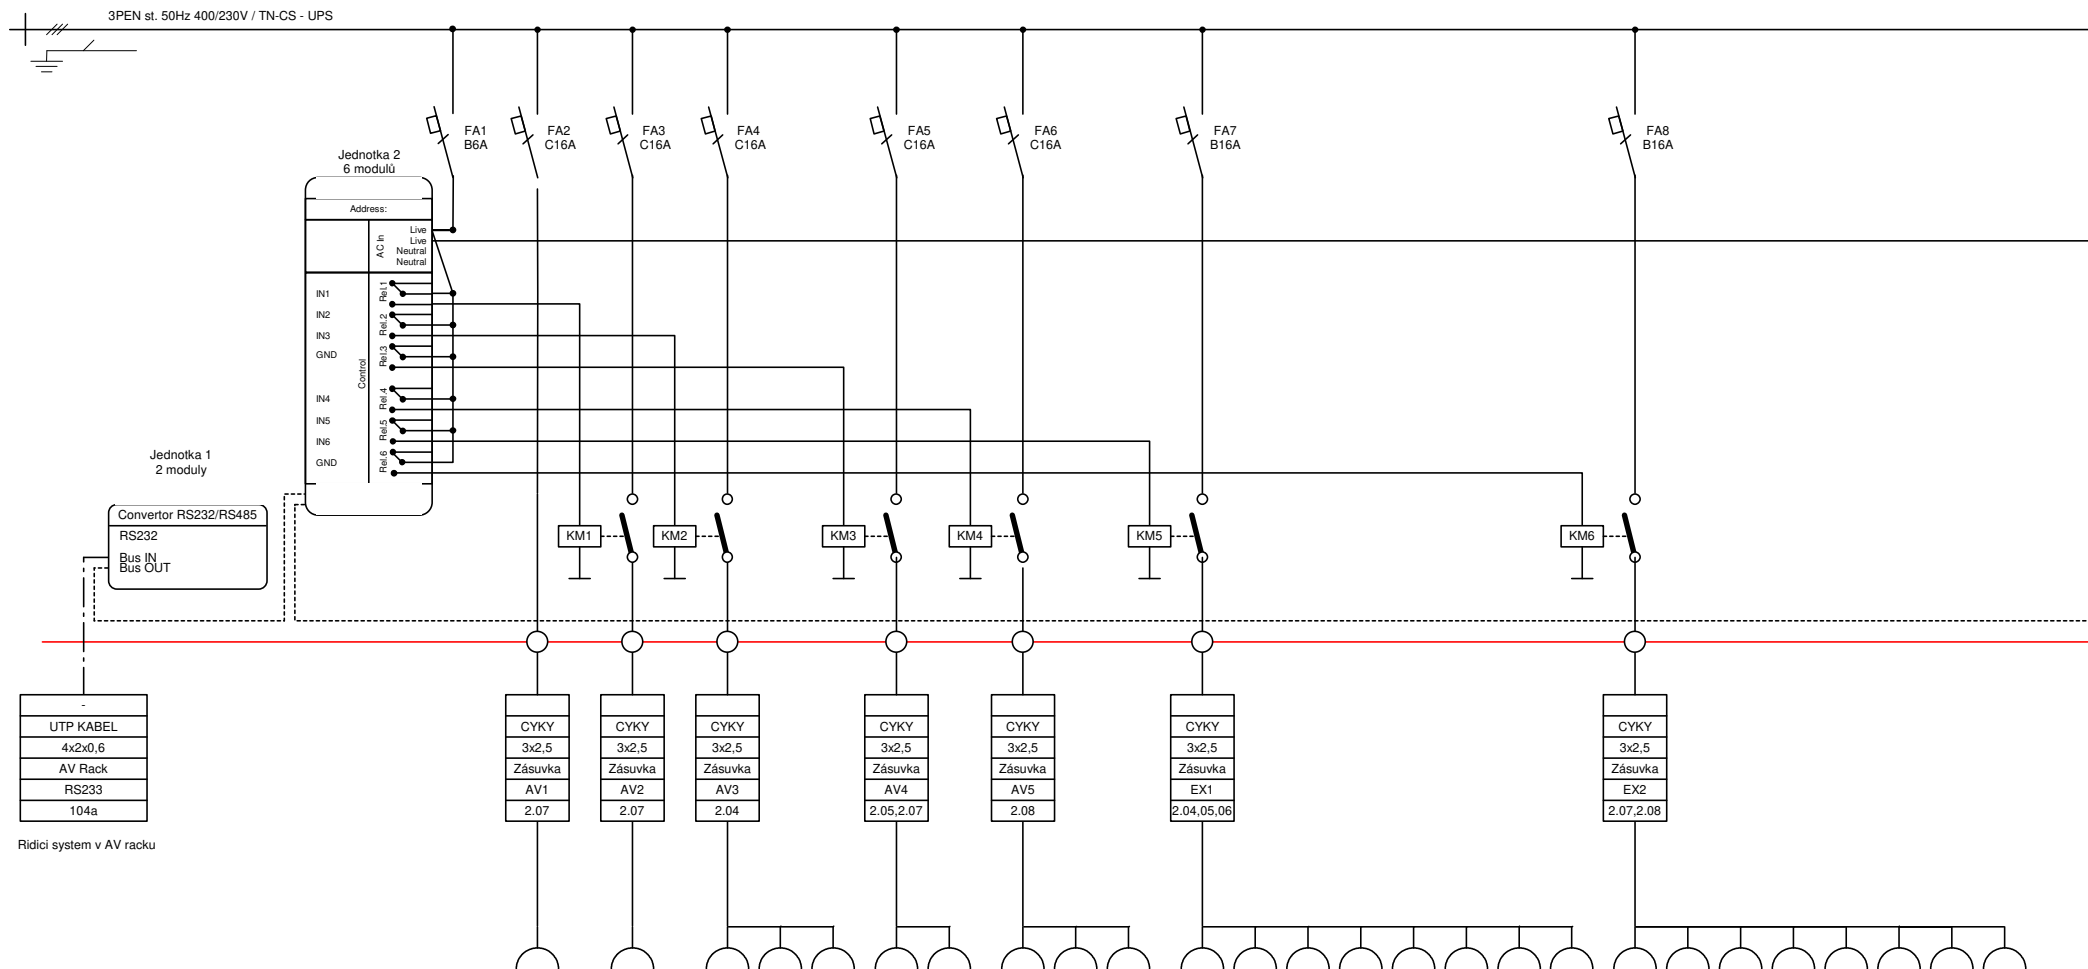 3PEN st. 50Hz 400/230V / TN-CS - UPS
FA1
B6A
FA2
C16A
FA3
C16A
FA4
C16A
FA5
C16A
FA6
C16A
FA7
B16A
FA8
B16A
Jednotka 2
6 modulů
Address:
AC In
Live
Live
Neutral
Neutral
Control
IN1
IN2
IN3
GND
IN4
IN5
IN6
GND
Rel.1
Rel.2
Rel.3
Rel.4
Rel.5
Rel.6
Jednotka 1
2 moduly
Convertor RS232/RS485
RS232
Bus IN
Bus OUT
KM1
KM2
KM3
KM4
KM5
KM6
-
UTP KABEL
4x2x0,6
AV Rack
RS233
104a
Ridici system v AV racku
CYKY
3x2,5
Zásuvka
AV1
2.07
CYKY
3x2,5
Zásuvka
AV2
2.07
CYKY
3x2,5
Zásuvka
AV3
2.04
CYKY
3x2,5
Zásuvka
AV4
2.05,2.07
CYKY
3x2,5
Zásuvka
AV5
2.08
CYKY
3x2,5
Zásuvka
EX1
2.04,05,06
CYKY
3x2,5
Zásuvka
EX2
2.07,2.08